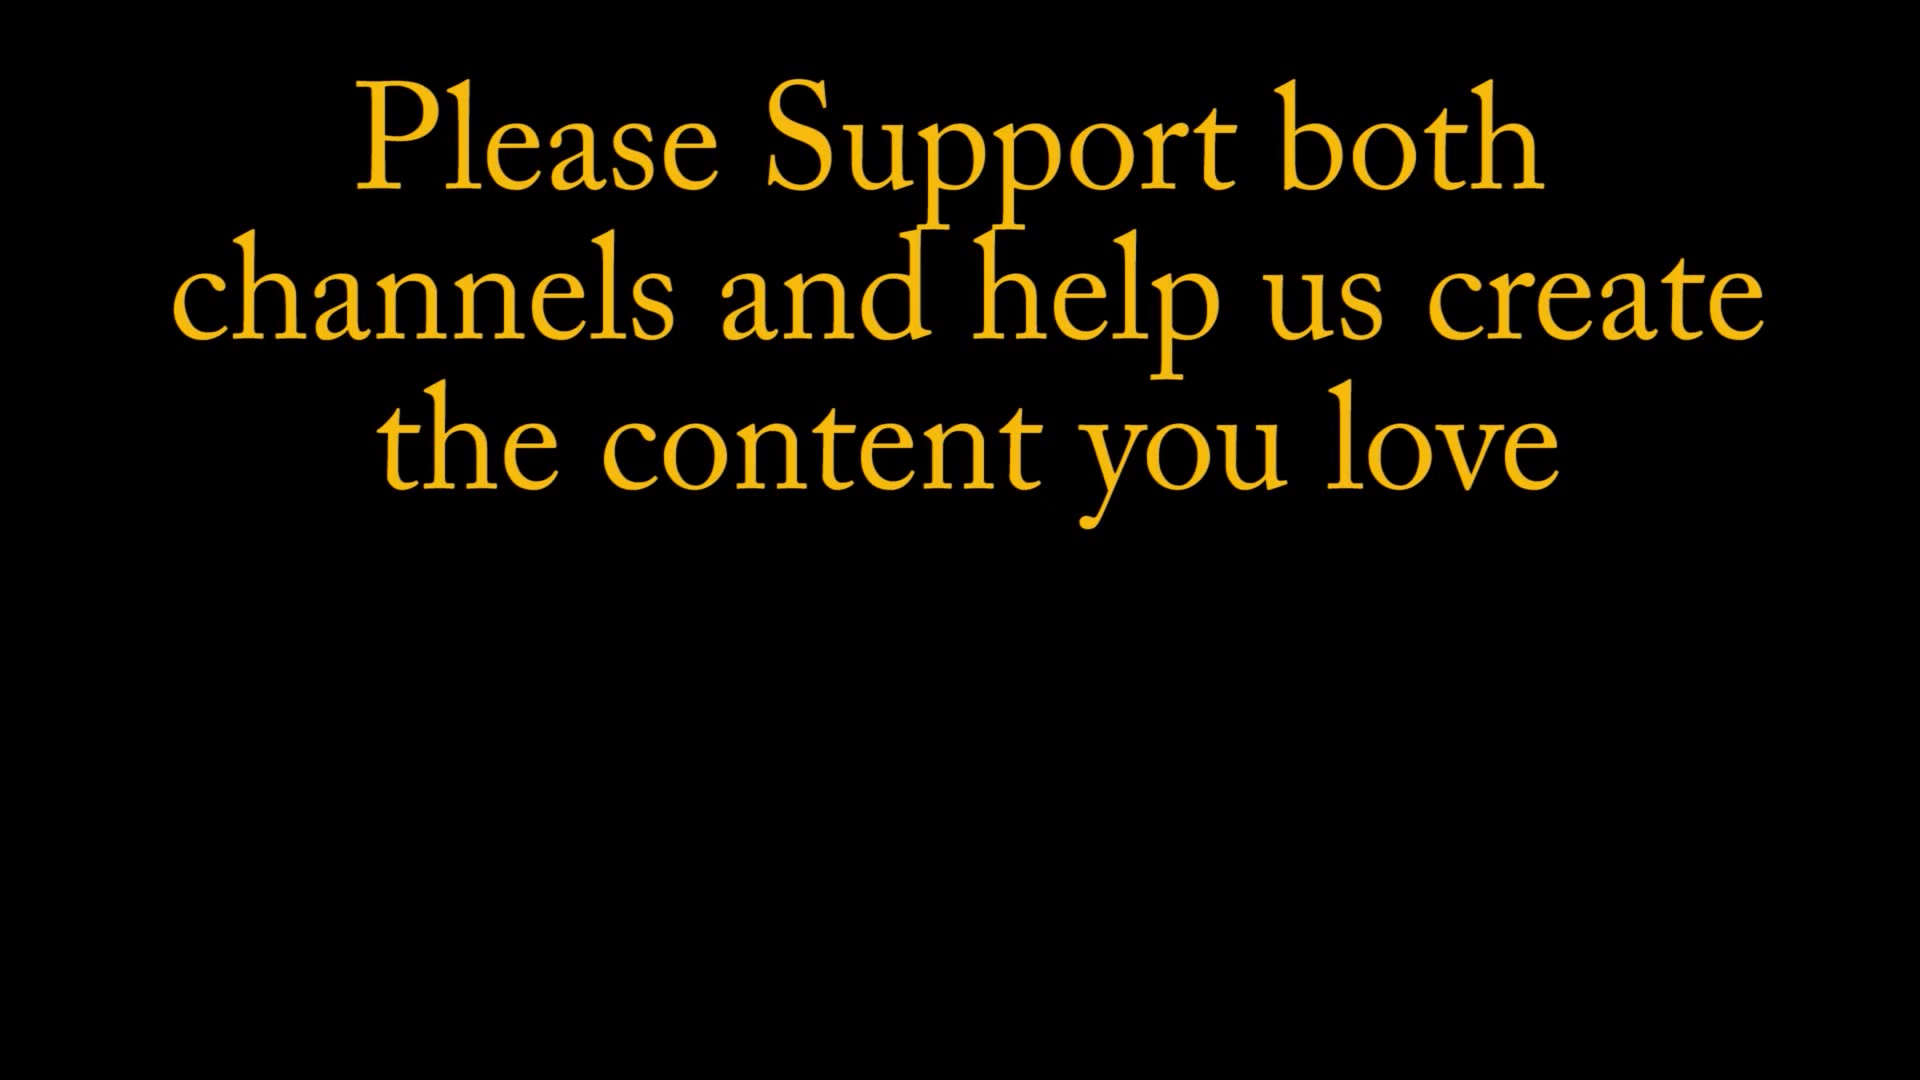 Please Support both
channels and help us create
the content you love